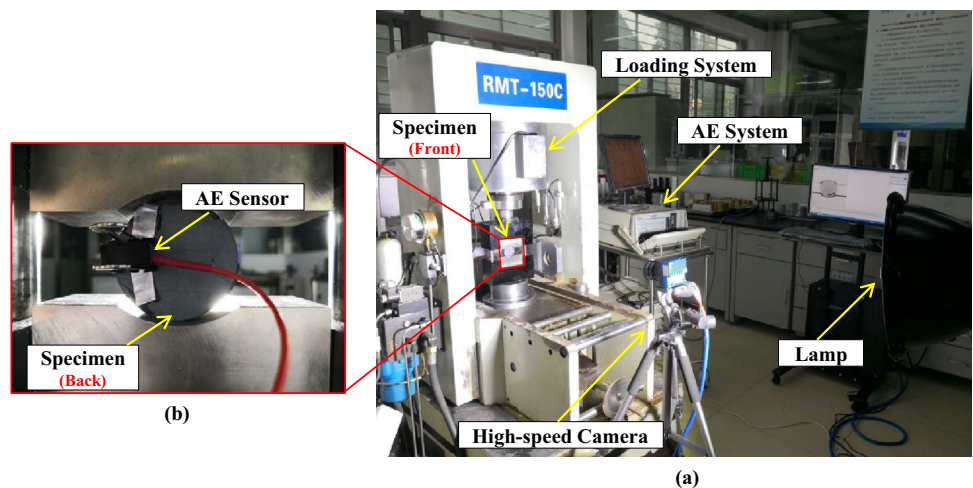 RMT-150C
Loading System
Specimen
(Front)
AE System
AE Sensor
Specimen
(Back)
Lamp
High-speed Camera
(b)
(a)